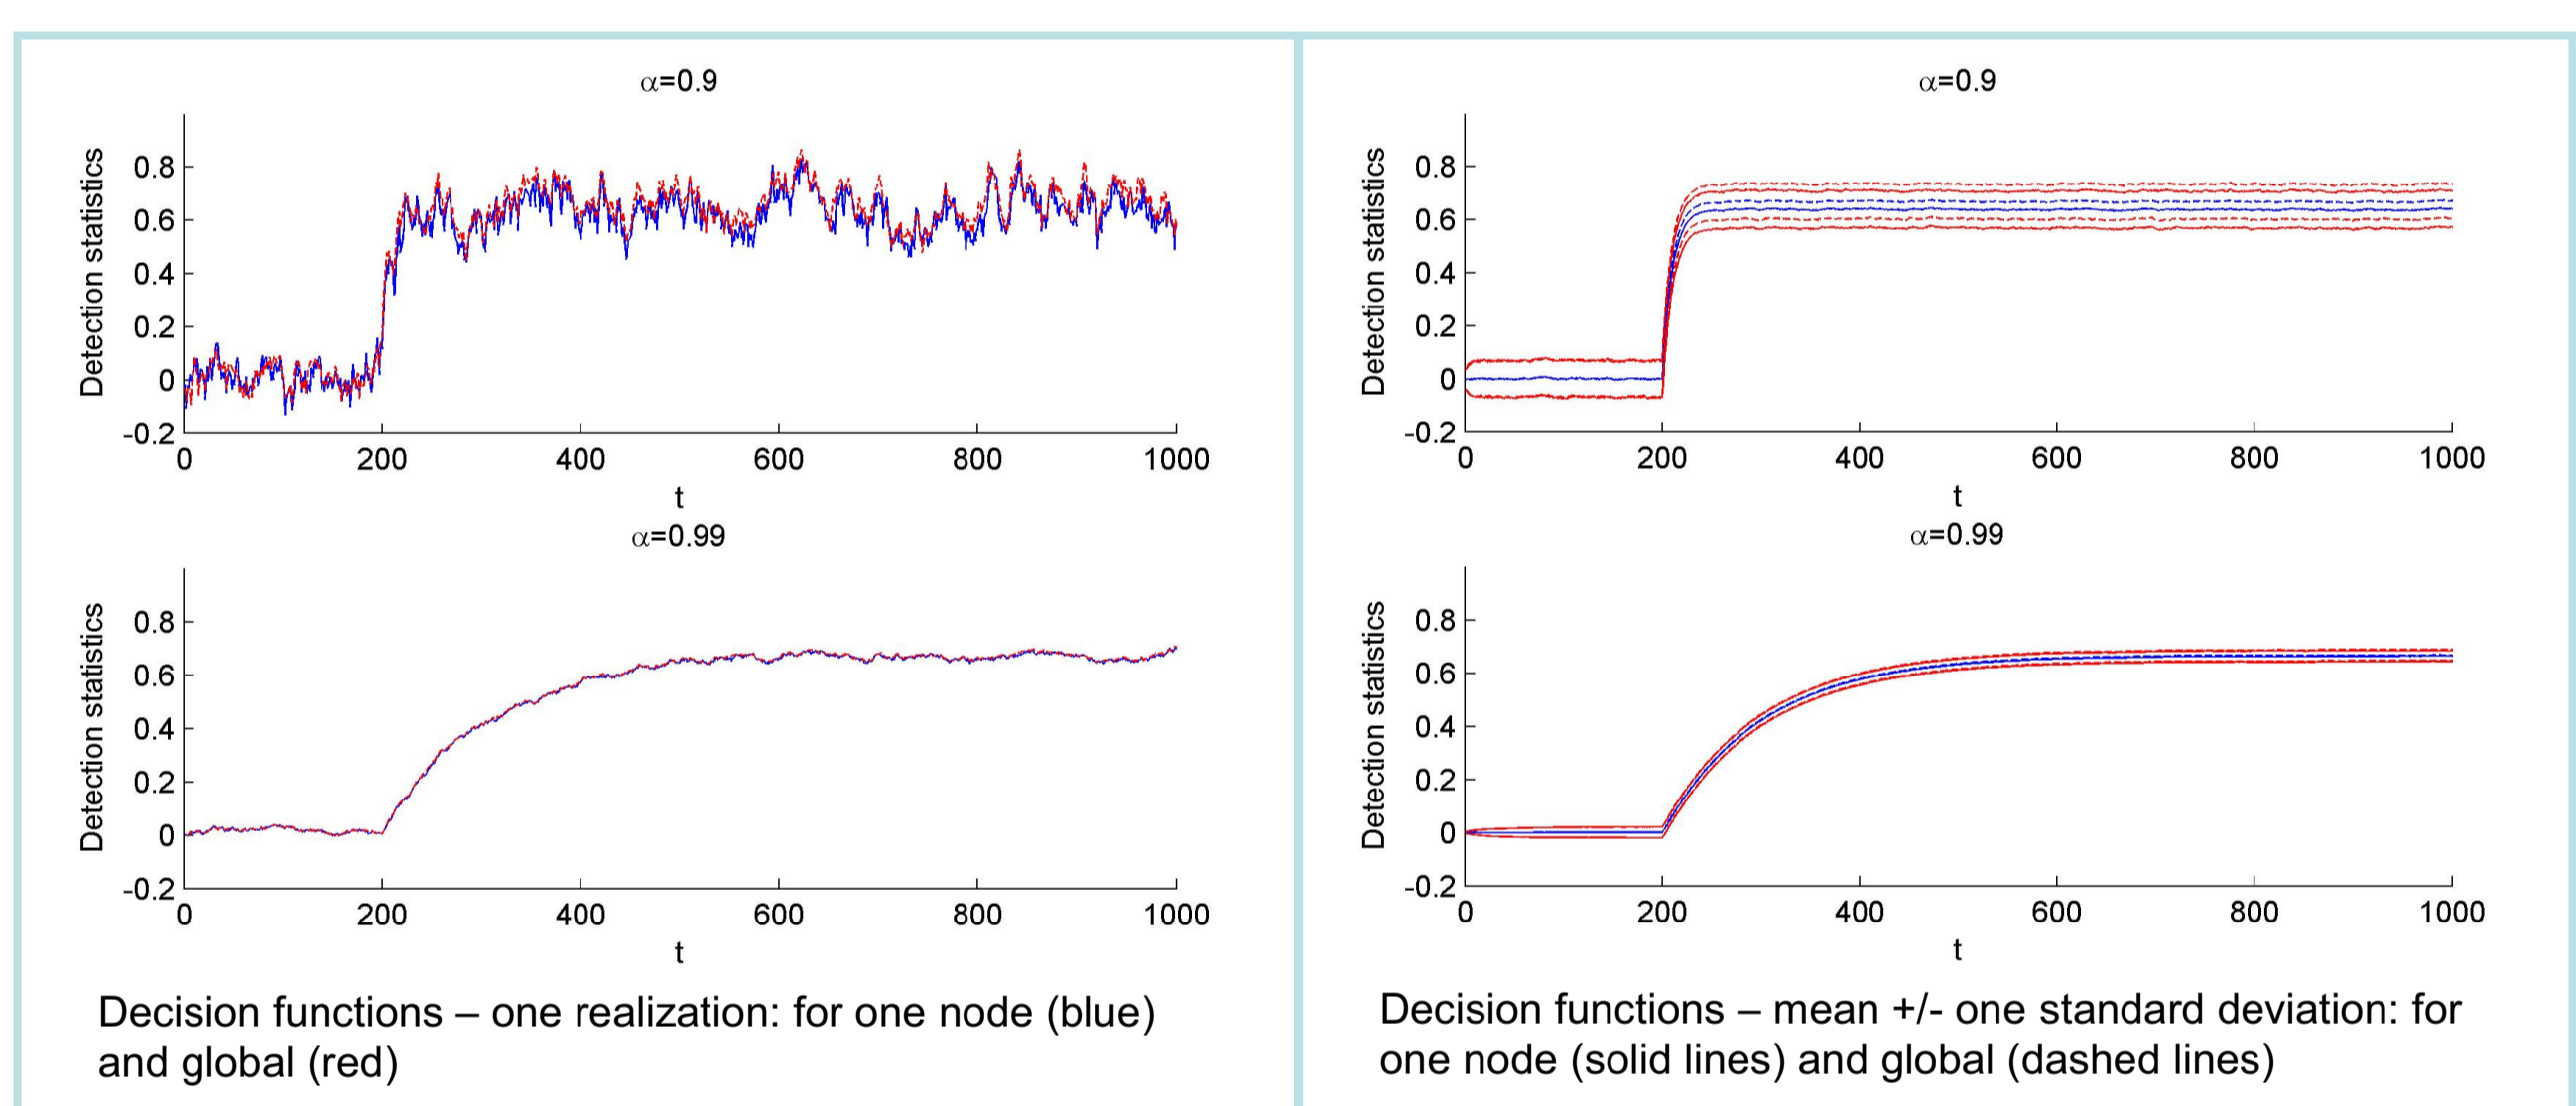 α=0.9
Detection statistics
0.8
0.6
0.4
0.2
0
-0.2
0 200 400 600 800 1000
t
α=0.99
Detection statistics
0.8
0.6
0.4
0.2
0
-0.2
0 200 400 600 800 1000
t
Decision functions – one realization: for one node (blue)
and global (red)
α=0.9
Detection statistics
0.8
0.6
0.4
0.2
0
-0.2
0 200 400 600 800 1000
t
α=0.99
Detection statistics
0.8
0.6
0.4
0.2
0
-0.2
0 200 400 600 800 1000
t
Decision functions – mean +/- one standard deviation: for
one node (solid lines) and global (dashed lines)